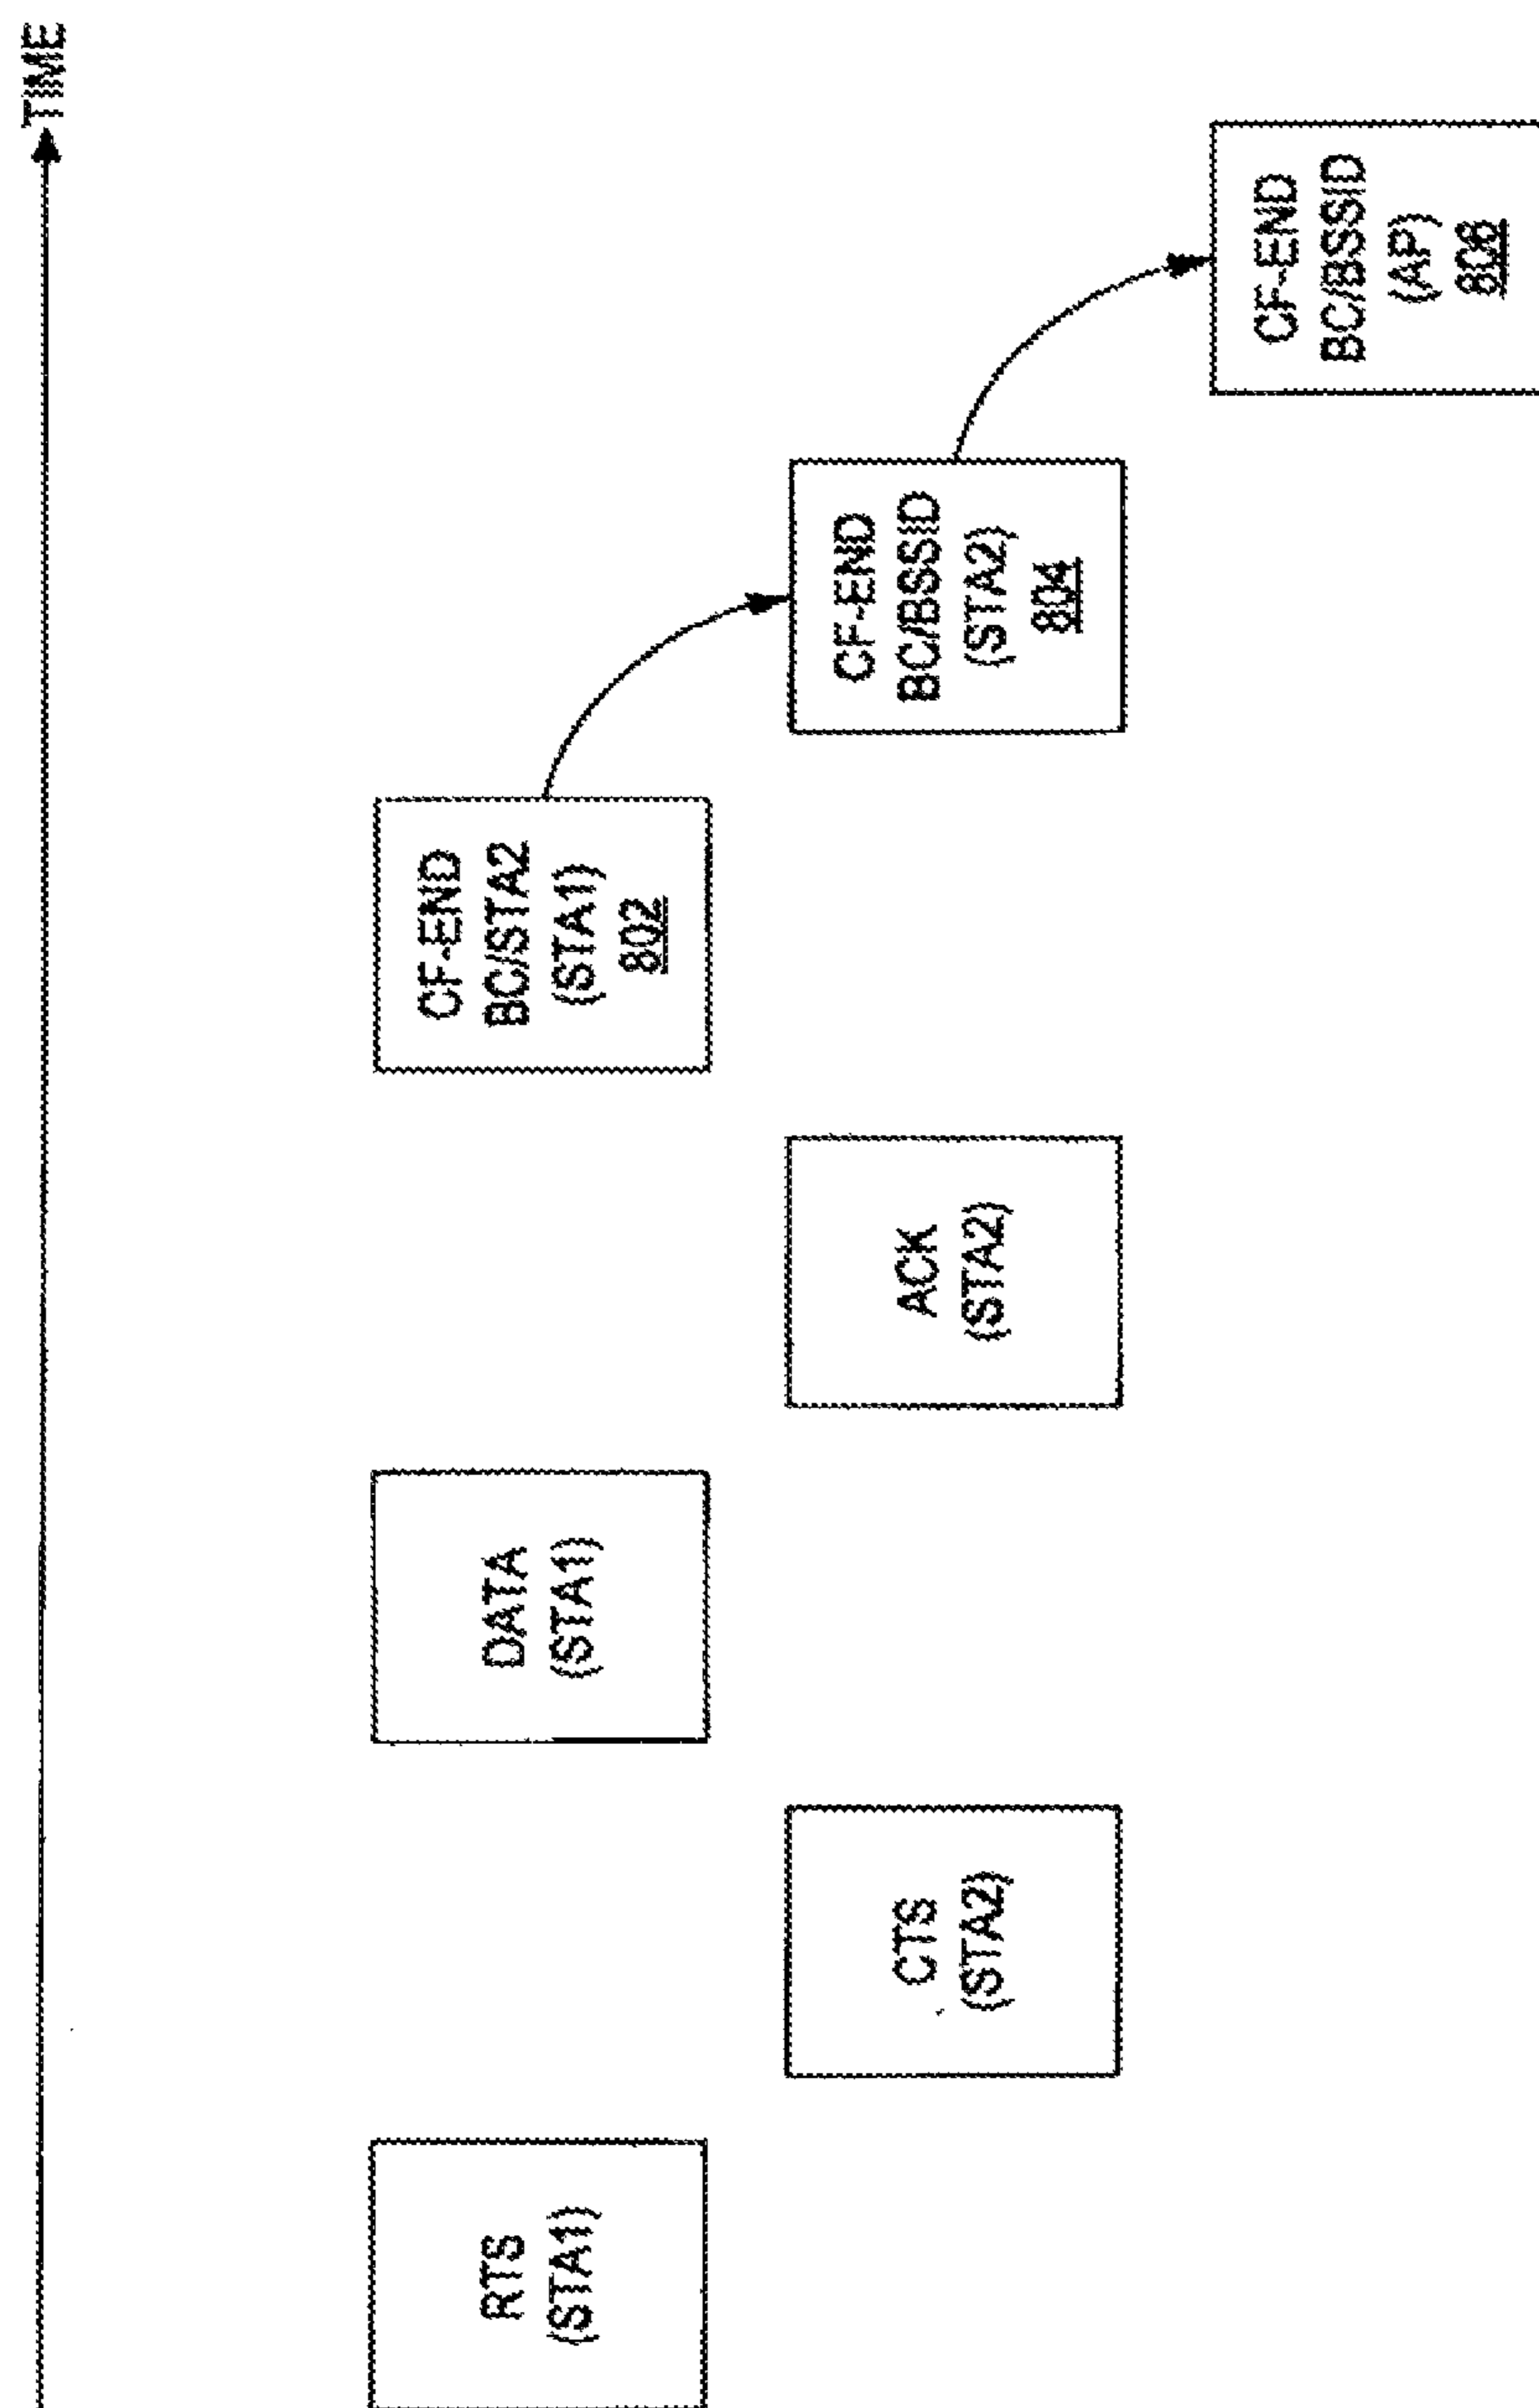 TIME
RTS
(STA1)
CTS
(STA2)
DATA
(STA1)
ACK
(STA2)
CF-END
BC/STA2
(STA1)
802
CF-END
BC/BSSID
(STA2)
804
CF-END
BC/BSSID
(AP)
806